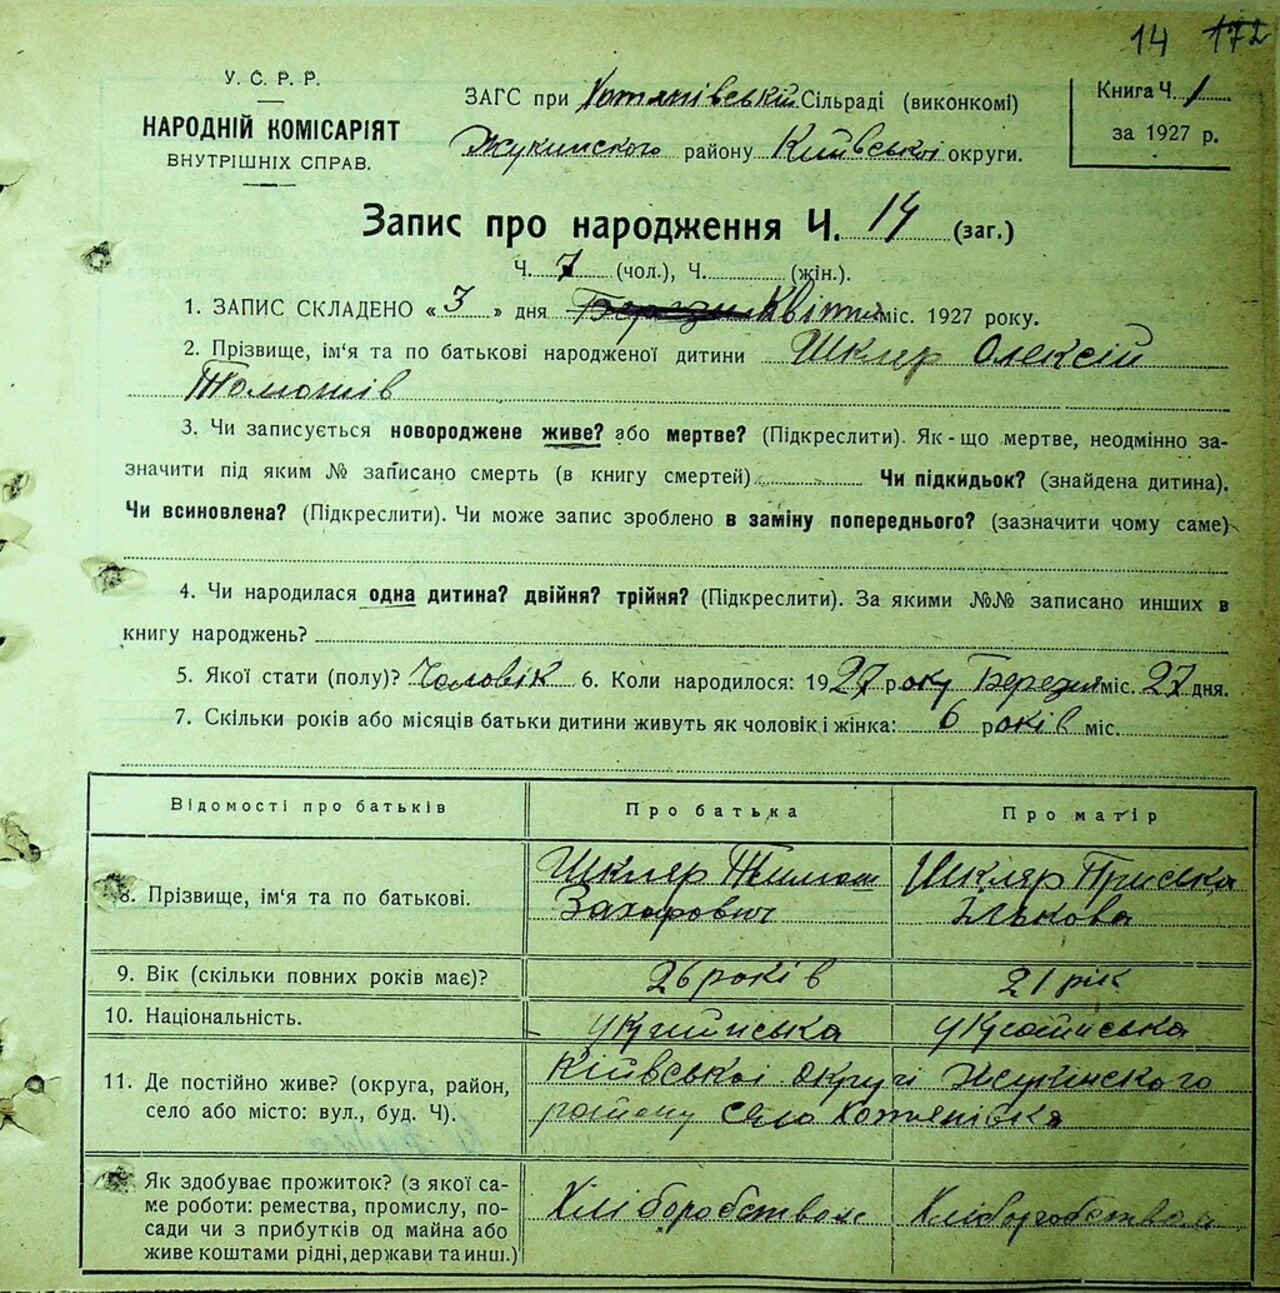 14 172
У. С. Р. Р.
НАРОДНІЙ КОМІСАРІЯТ
ВНУТРІШНІХ СПРАВ.
ЗАГС при Хотянівській Сільраді (виконкомі)
Жукинского району Київської округи.
Книга Ч. 1
за 1927 р.
Запис про народження Ч. 14 (заг.)
Ч. 7 (чол.), Ч. (жін.).
1. ЗАПИС СКЛАДЕНО « 3 » дня Березня Квітня міс. 1927 року.
2. Прізвище, ім'я та по батькові народженої дитини Шкляр Олексій
3. Чи записується новороджене живе? або мертве? (Підкреслити). Як-що мертве, неодмінно за-
значити під яким № записано смерть (в книгу смертей) Чи підкидьок? (знайдена дитина).
Чи всиновлена? (Підкреслити). Чи може запис зроблено в заміну попереднього? (зазначити чому саме)
4. Чи народилася одна дитина? двійня? трійня? (Підкреслити). За якими №№ записано инших в
книгу народжень?
5. Якої стати (полу)? Чоловік 6. Коли народилося: 1927 року Березня міс. 27 дня.
7. Скільки років або місяців батьки дитини живуть як чоловік і жінка: 6 років міс.
Відомості про батьків Про батька Про матір
8. Прізвище, ім'я та по батькові. Шкляр Тимош Захарович Шкляр Приська Ількова
9. Вік (скільки повних років має)? 26 років 21 рік
10. Національність. українська українська
11. Де постійно живе? (округа, район, Київської округи Жукинского
село або місто: вул., буд. Ч). району село Хотянівка
12. Як здобуває прожиток? (з якої са-
ме роботи: ремества, промислу, по-
сади чи з прибутків од майна або Хліборобством Хліборобством
живе коштами рідні, держави та инш.)